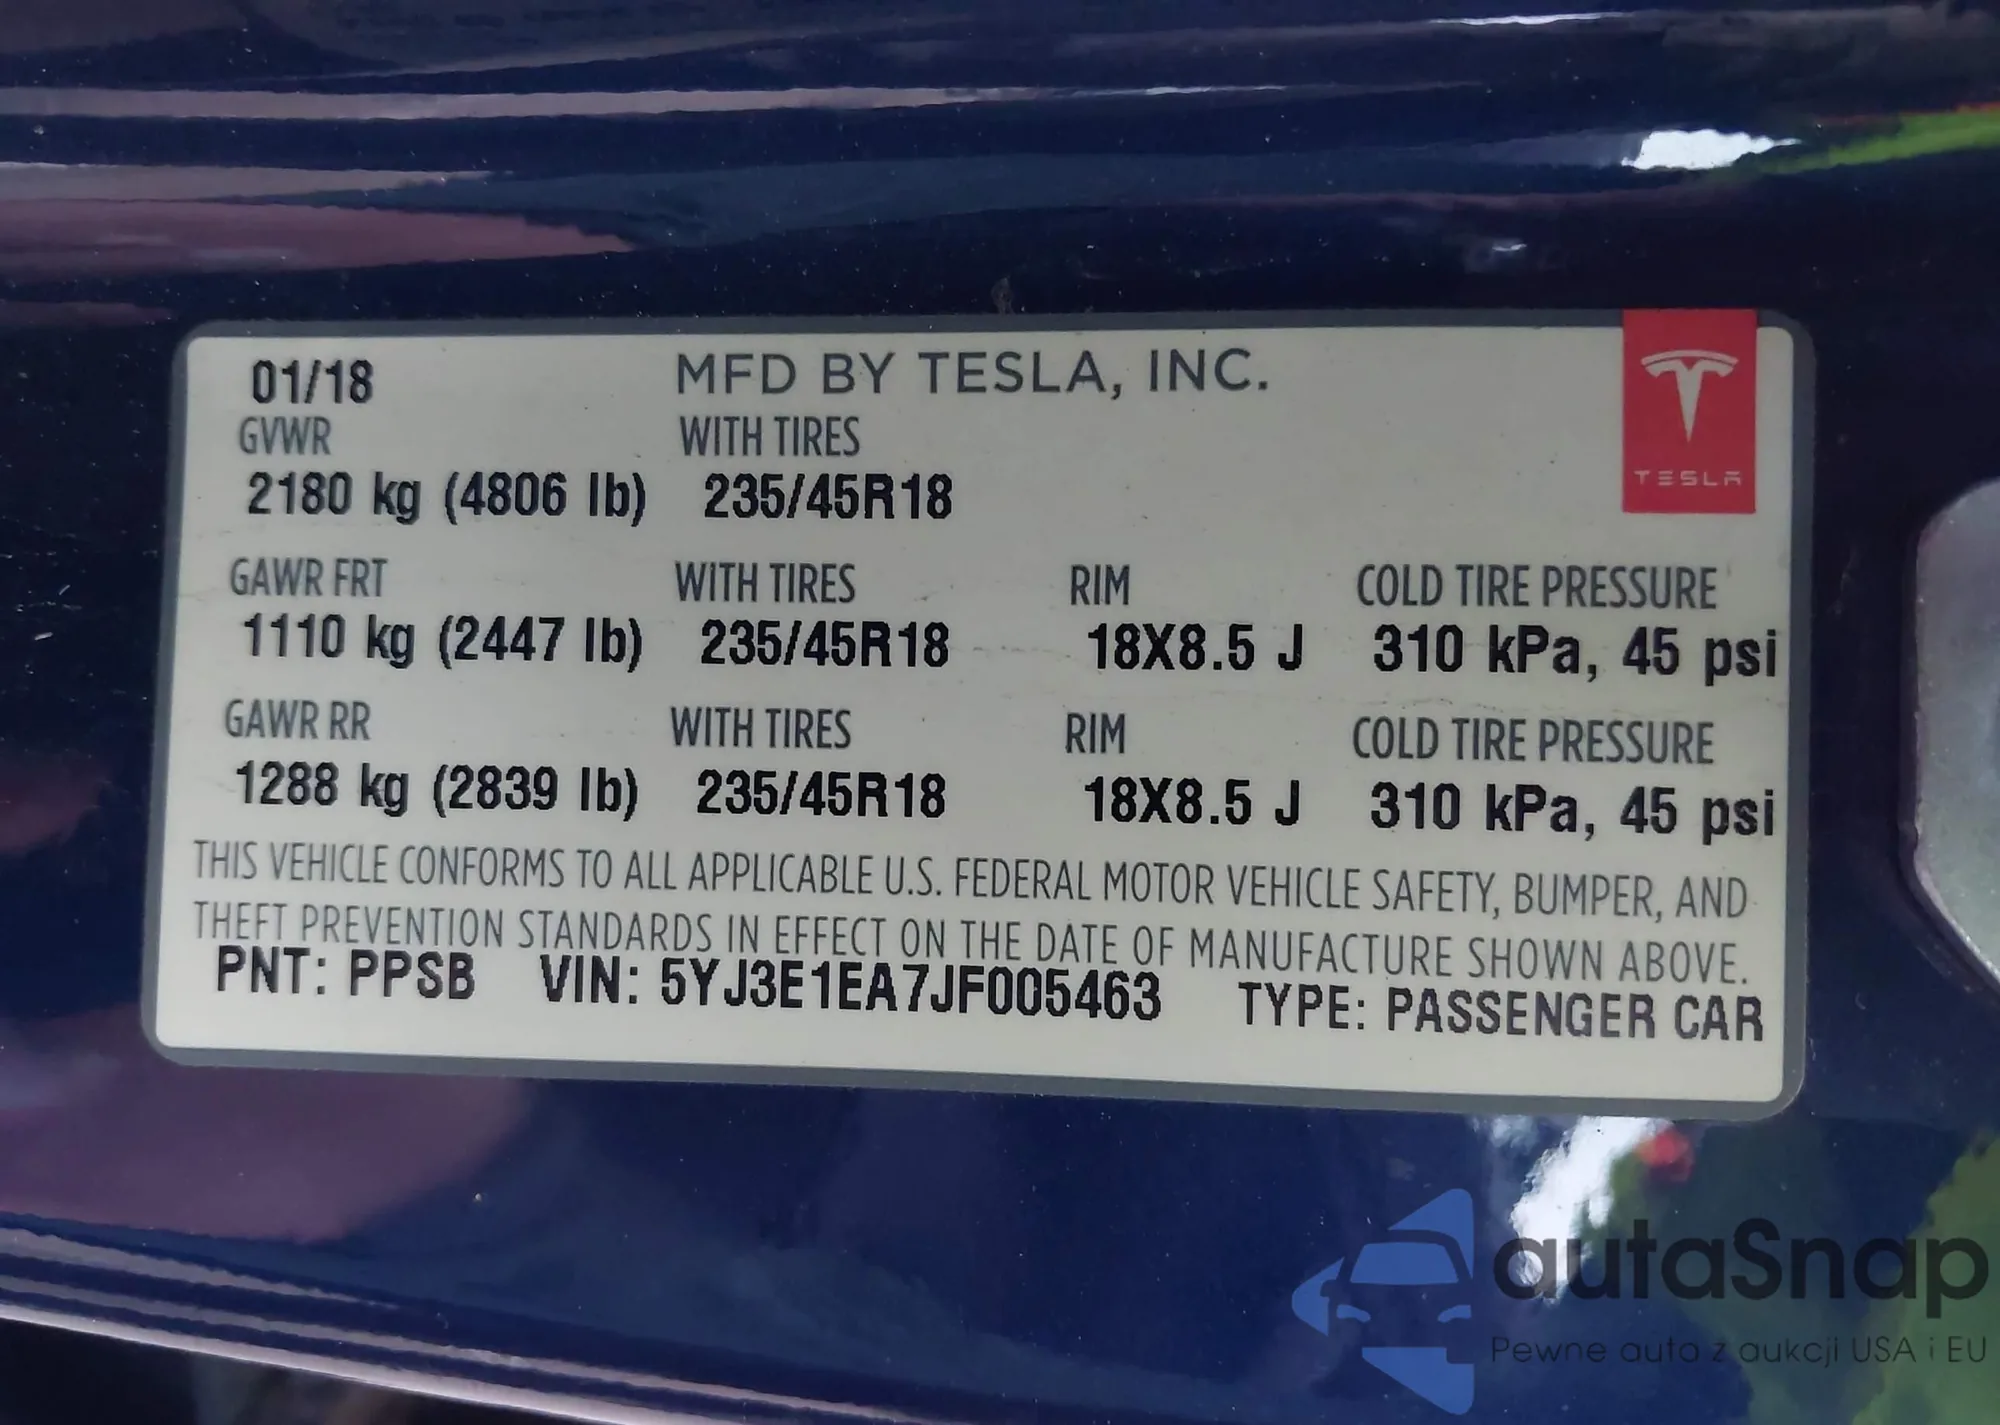 01/18 MFD BY TESLA, INC.
GVWR WITH TIRES
2180 kg (4806 lb) 235/45R18
TESLA
GAWR FRT WITH TIRES RIM COLD TIRE PRESSURE
1110 kg (2447 lb) 235/45R18 18X8.5 J 310 kPa, 45 psi
GAWR RR WITH TIRES RIM COLD TIRE PRESSURE
1288 kg (2839 lb) 235/45R18 18X8.5 J 310 kPa, 45 psi
THIS VEHICLE CONFORMS TO ALL APPLICABLE U.S. FEDERAL MOTOR VEHICLE SAFETY, BUMPER, AND
THEFT PREVENTION STANDARDS IN EFFECT ON THE DATE OF MANUFACTURE SHOWN ABOVE.
PNT: PPSB VIN: 5YJ3E1EA7JF005463 TYPE: PASSENGER CAR
autaSnap
Pewne auta z aukcji USA i EU